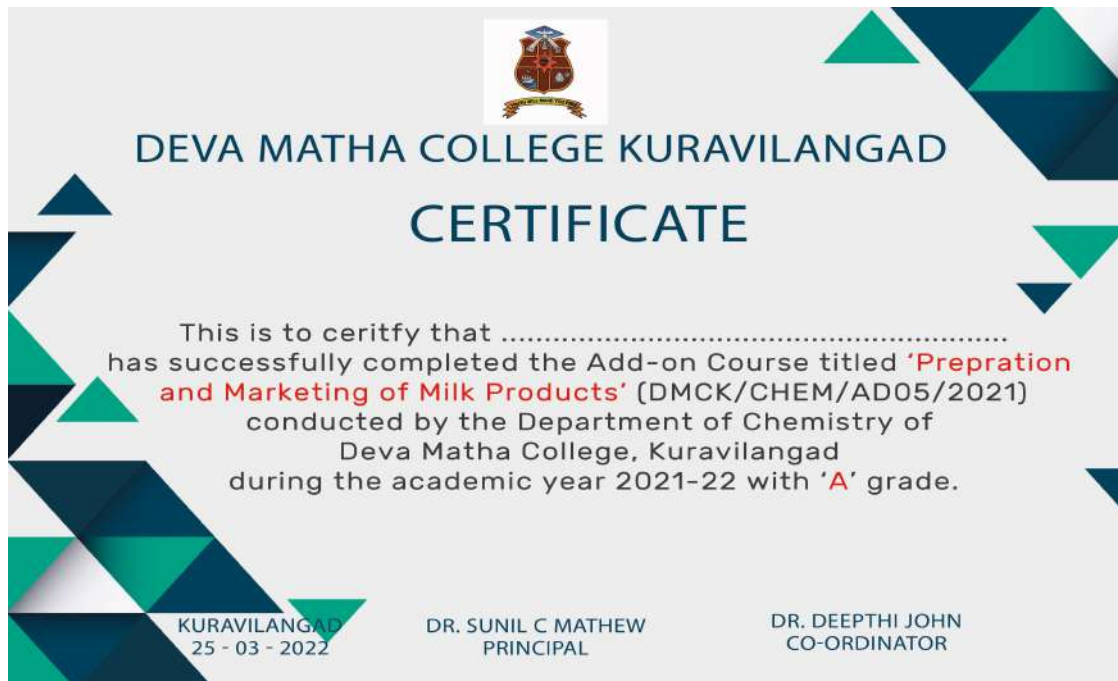 DEVA MATHA COLLEGE KURAVILANGAD
CERTIFICATE
This is to ceritfy that ..........................................................
has successfully completed the Add-on Course titled ‘Prepration
and Marketing of Milk Products’ (DMCK/CHEM/AD05/2021)
conducted by the Department of Chemistry of
Deva Matha College, Kuravilangad
during the academic year 2021-22 with ‘A’ grade.
KURAVILANGAD
25 - 03 - 2022
DR. SUNIL C MATHEW
PRINCIPAL
DR. DEEPTHI JOHN
CO-ORDINATOR